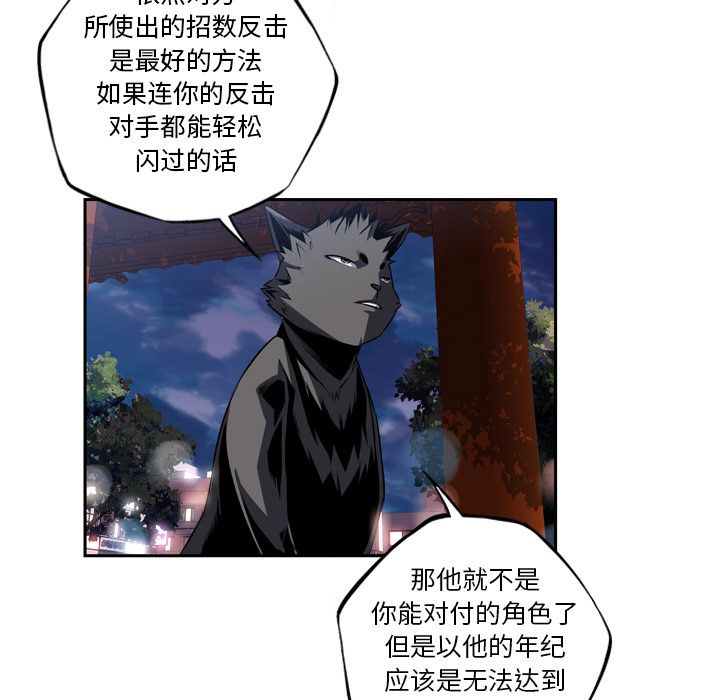 所使出的招数反击
是最好的方法
如果连你的反击
对手都能轻松
闪过的话
那他就不是
你能对付的角色了
但是以他的年纪
应该是无法达到